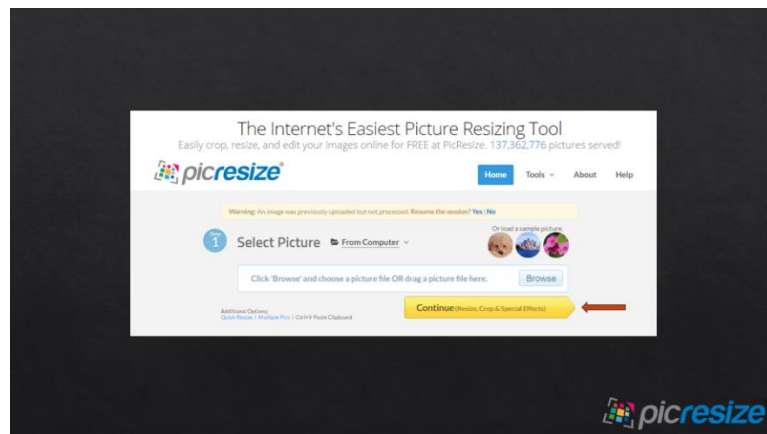 The Internet's Easiest Picture Resizing Tool
Easily crop, resize, and edit your images online for FREE at PicResize. 137,362,776 pictures served!
picresize®
Home Tools About Help
Warning: An image was previously uploaded but not processed. Resume the session? Yes | No
Or load a sample picture:
Step
1
Select Picture From Computer
Click 'Browse' and choose a picture file OR drag a picture file here. Browse
Continue (Resize, Crop & Special Effects)
Additional Options:
Quick Resize | Multiple Pics | Ctrl+V Paste Clipboard
picresize